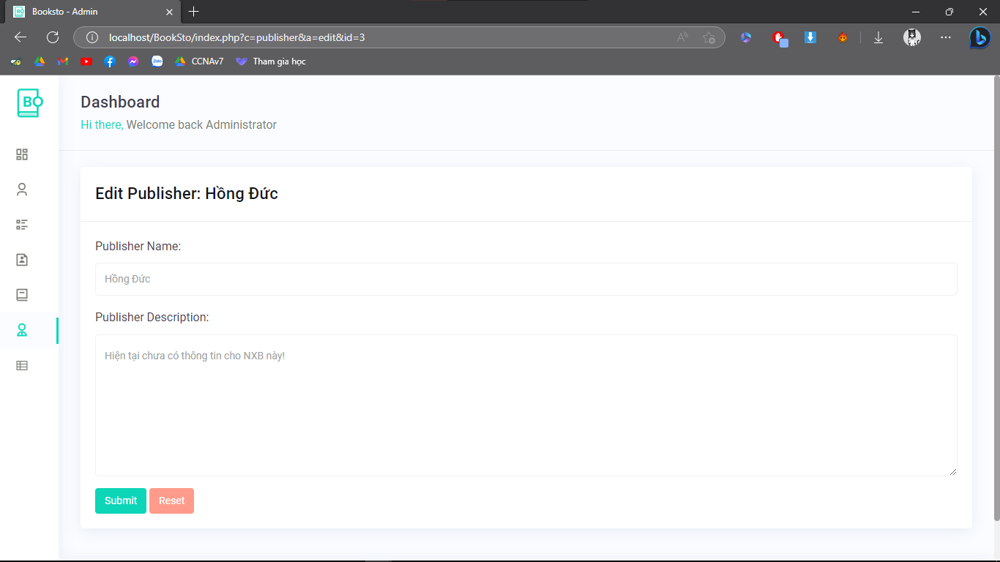 Booksto - Admin
localhost/BookSto/index.php?c=publisher&a=edit&id=3
Zalo
CCNAv7
Tham gia học
BO
Dashboard
Hi there, Welcome back Administrator
Edit Publisher: Hồng Đức
Publisher Name:
Hồng Đức
Publisher Description:
Hiện tại chưa có thông tin cho NXB này!
Submit Reset